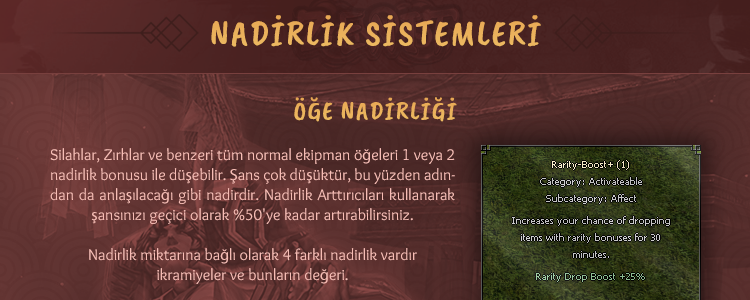 NADİRLİK SİSTEMLERİ
ÖĞE NADİRLİĞİ
Silahlar, Zırhlar ve benzeri tüm normal ekipman öğeleri 1 veya 2
nadirlik bonusu ile düşebilir. Şans çok düşüktür, bu yüzden adın-
dan da anlaşılacağı gibi nadirdir. Nadirlik Arttırıcıları kullanarak
şansınızı geçici olarak %50'ye kadar artırabilirsiniz.
Nadirlik miktarına bağlı olarak 4 farklı nadirlik vardır
ikramiyeler ve bunların değeri.
Rarity-Boost+ (1)
Category: Activateable
Subcategory: Affect
Increases your chance of dropping
items with rarity bonuses for 30
minutes.
Rarity Drop Boost +25%